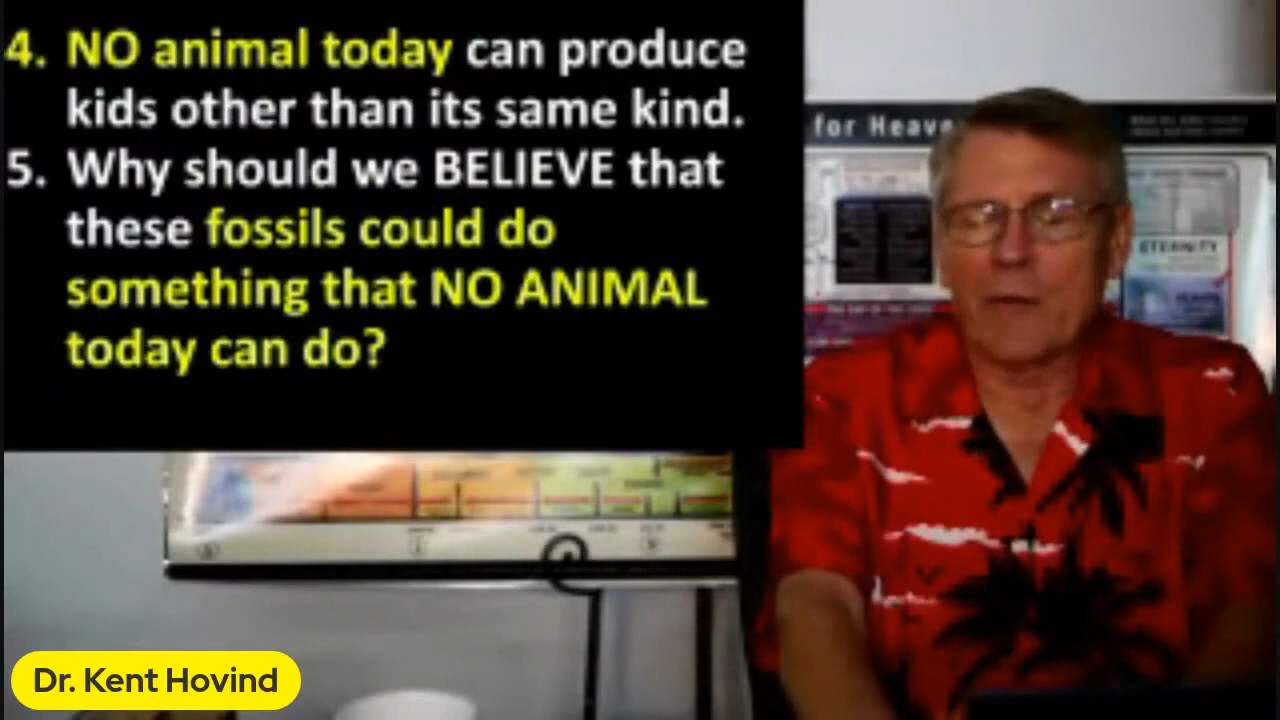 4. NO animal today can produce
kids other than its same kind.
5. Why should we BELIEVE that
these fossils could do
something that NO ANIMAL
today can do?
for Heave
ETERNITY
Dr. Kent Hovind